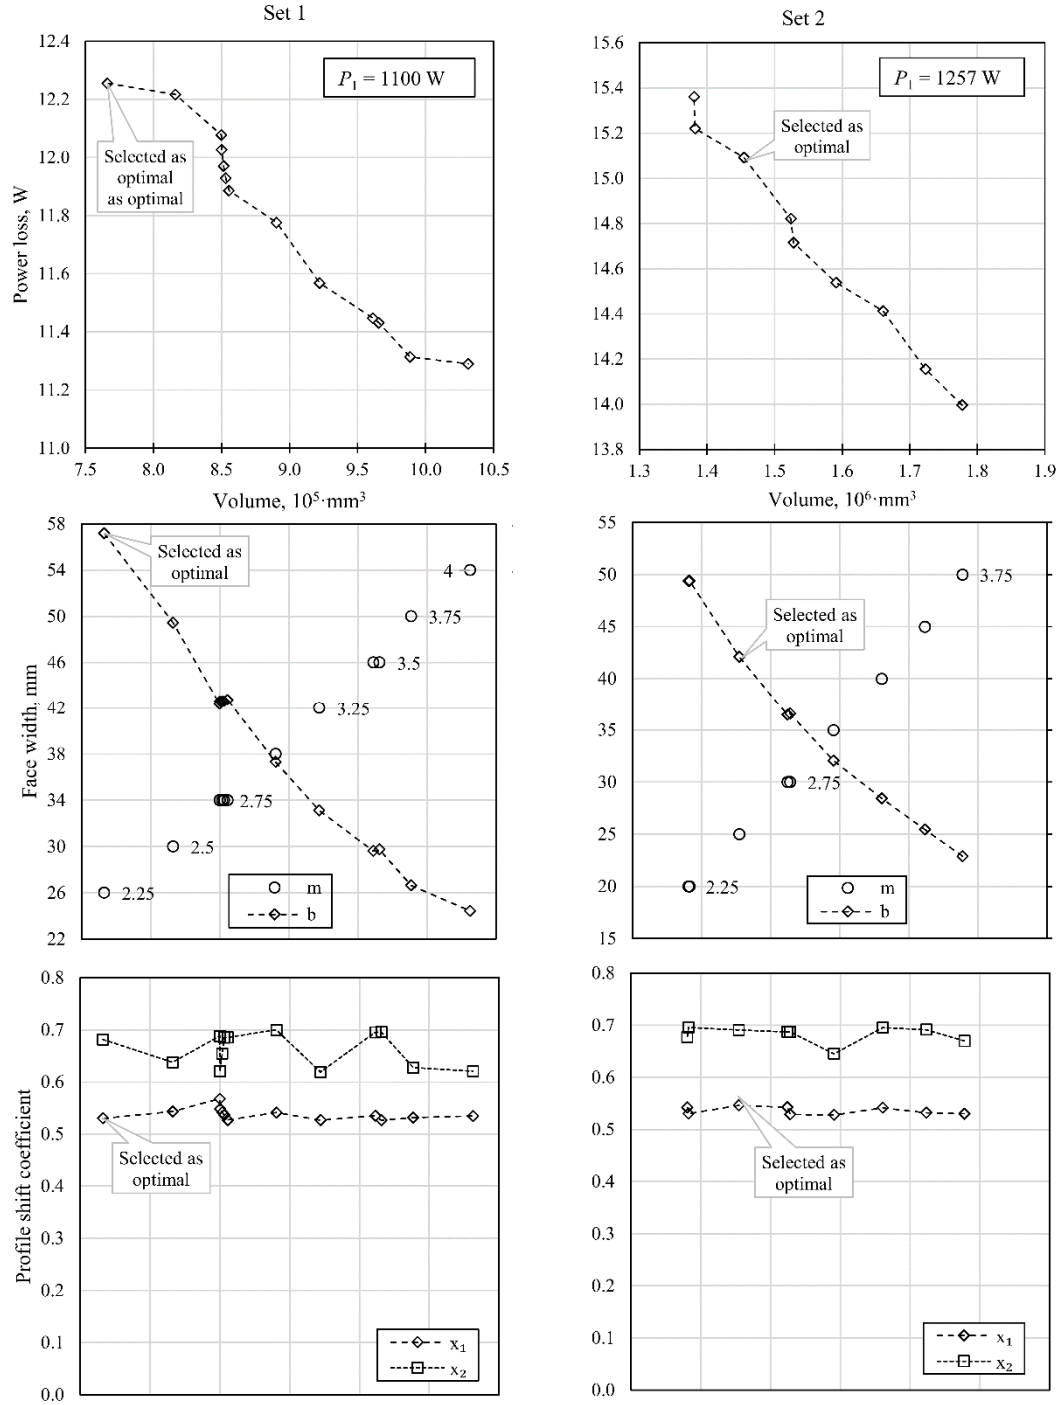 Set 1
Set 2
12.4
12.2
12.0
11.8
11.6
11.4
11.2
11.0
Power loss, W
P1 = 1100 W
Selected as
optimal
as optimal
7.5 8.0 8.5 9.0 9.5 10.0 10.5
Volume, 10⁵·mm³
15.6
15.4
15.2
15.0
14.8
14.6
14.4
14.2
14.0
13.8
P1 = 1257 W
Selected as
optimal
1.3 1.4 1.5 1.6 1.7 1.8 1.9
Volume, 10⁶·mm³
58
54
50
46
42
38
34
30
26
22
Face width, mm
Selected as
optimal
4
3.75
3.5
3.25
2.75
2.5
2.25
m
b
55
50
45
40
35
30
25
20
15
Selected as
optimal
3.75
2.75
2.25
m
b
0.8
0.7
0.6
0.5
0.4
0.3
0.2
0.1
0.0
Profile shift coefficient
Selected as
optimal
x₁
x₂
0.8
0.7
0.6
0.5
0.4
0.3
0.2
0.1
0.0
Selected as
optimal
x₁
x₂